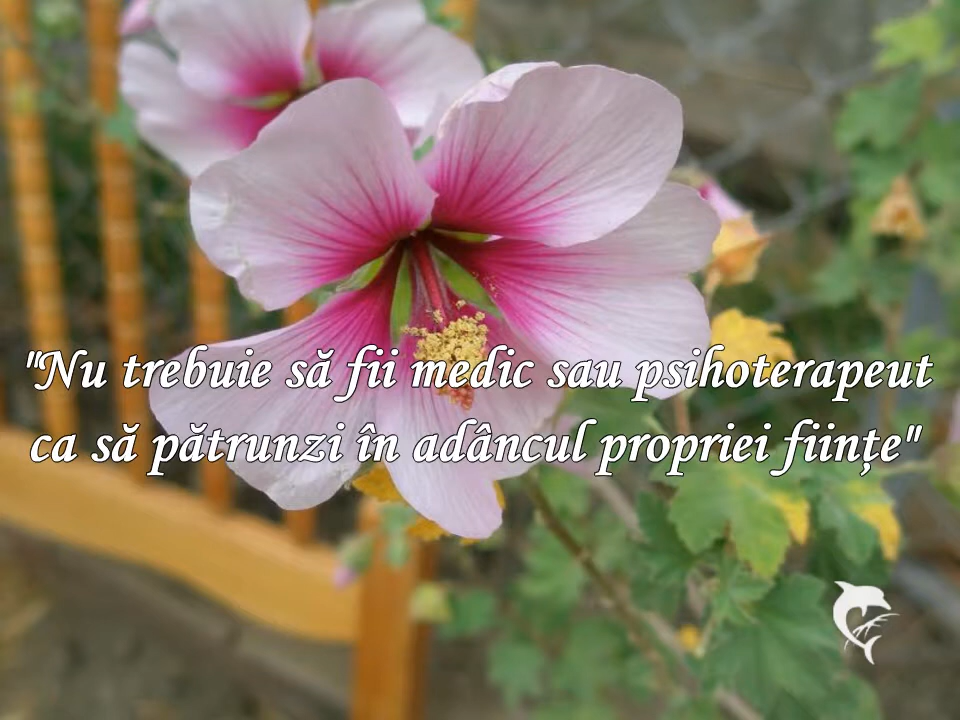 "Nu trebuie să fii medic sau psihoterapeut
ca să pătrunzi în adâncul propriei ființe"